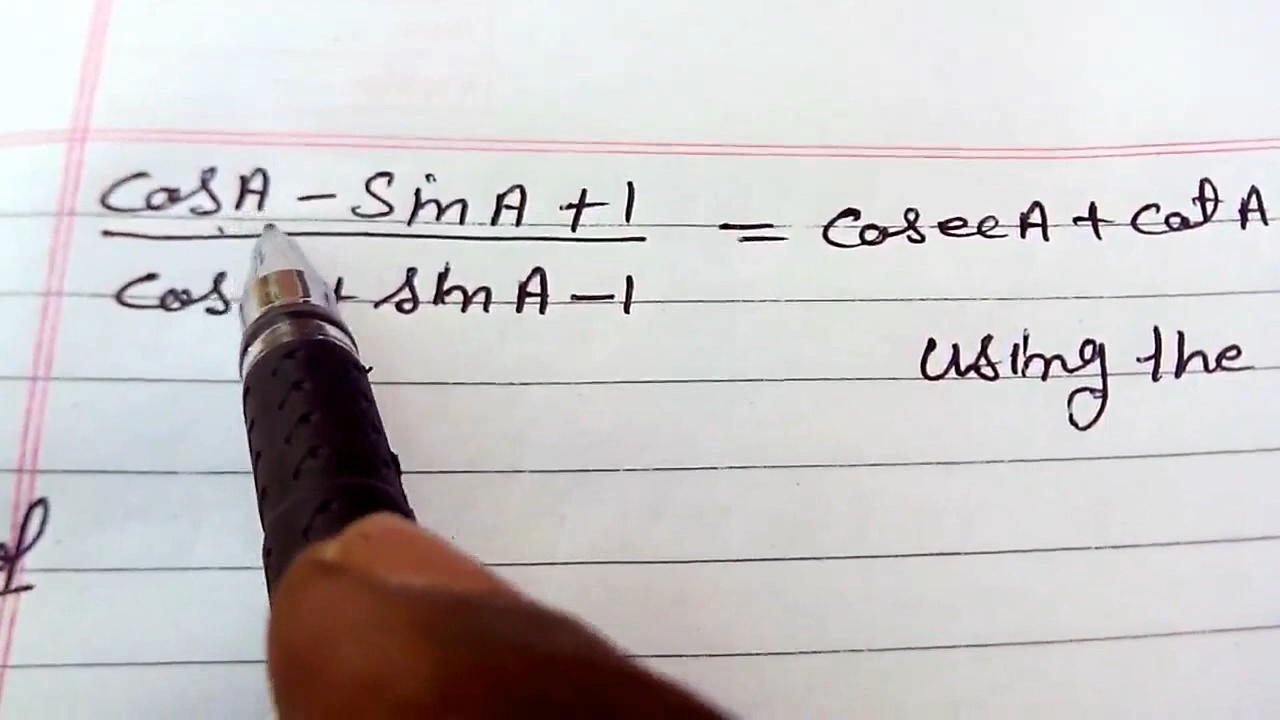 cosA - sinA + 1 = cosecA + cotA
cos + sinA - 1
using the